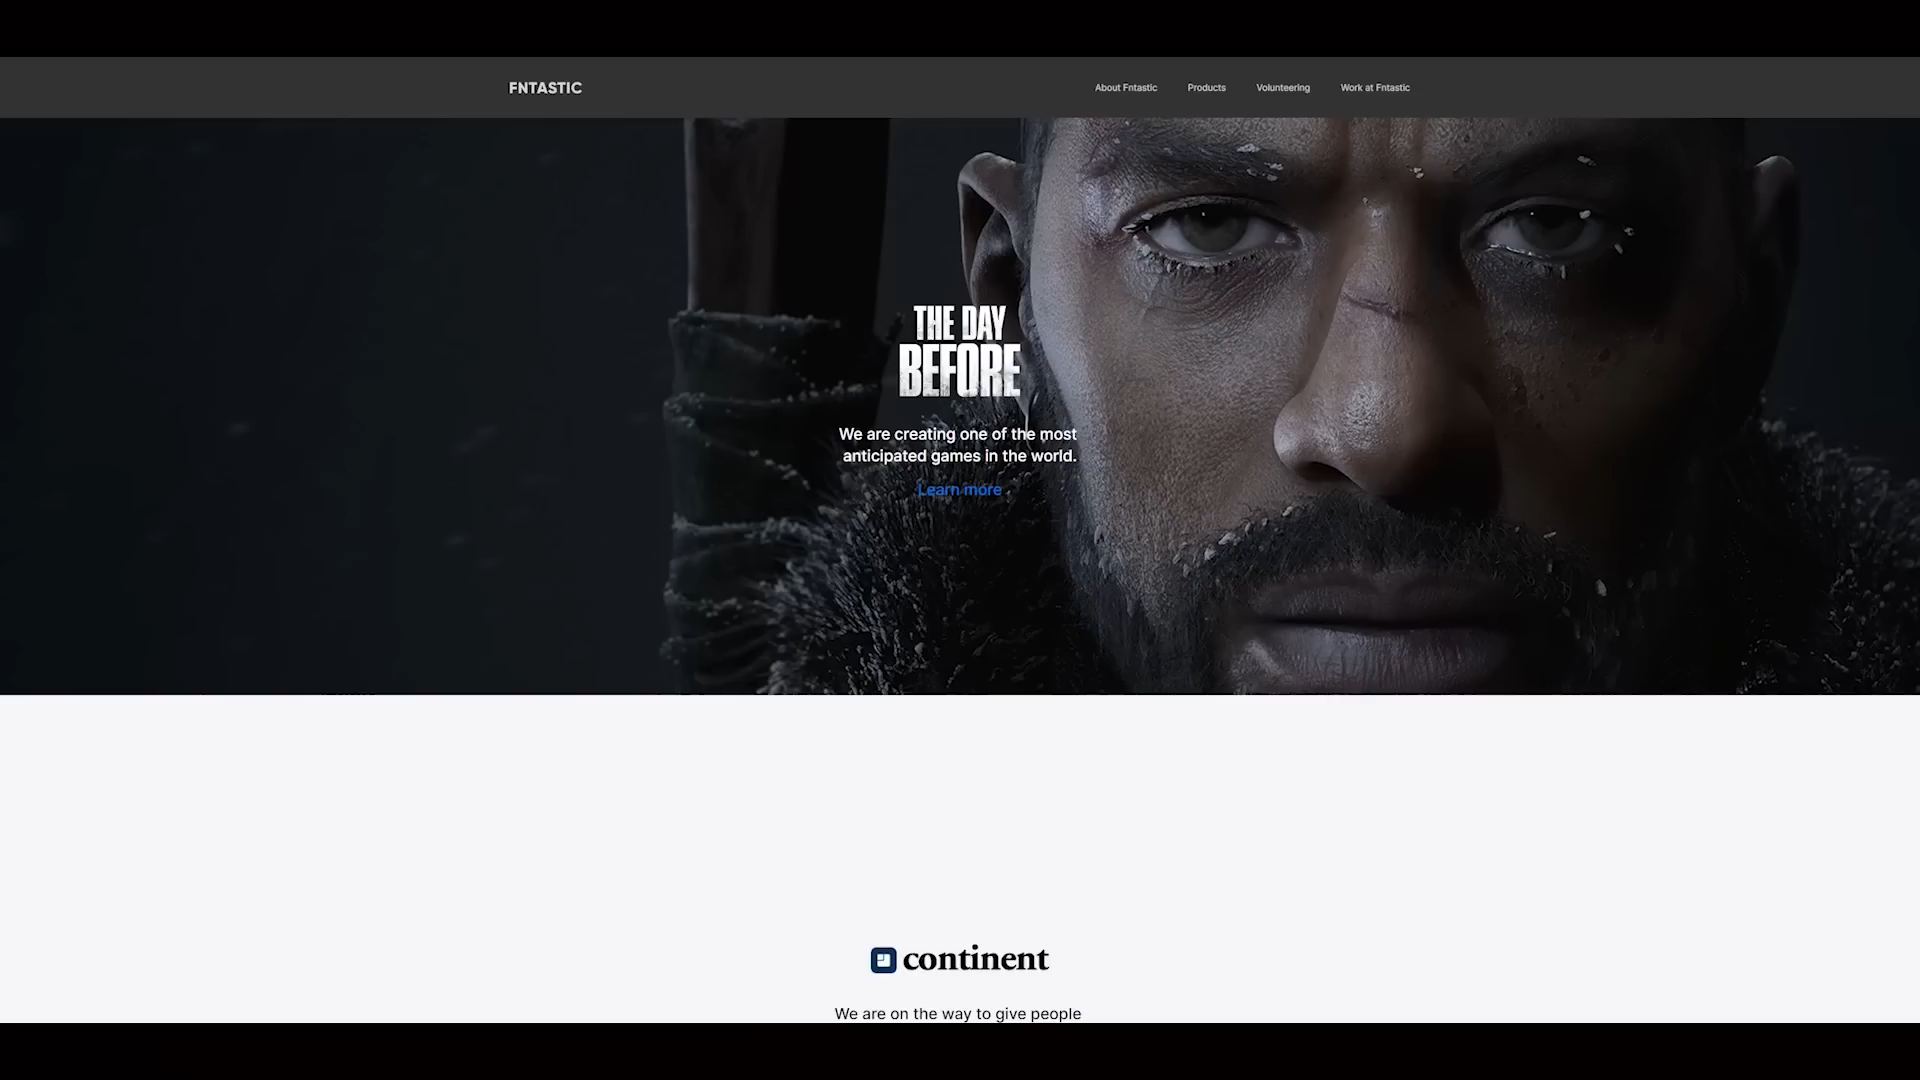 FNTASTIC
About Fntastic
Products
Volunteering
Work at Fntastic
THE DAY
BEFORE
We are creating one of the most
anticipated games in the world.
Learn more
continent
We are on the way to give people